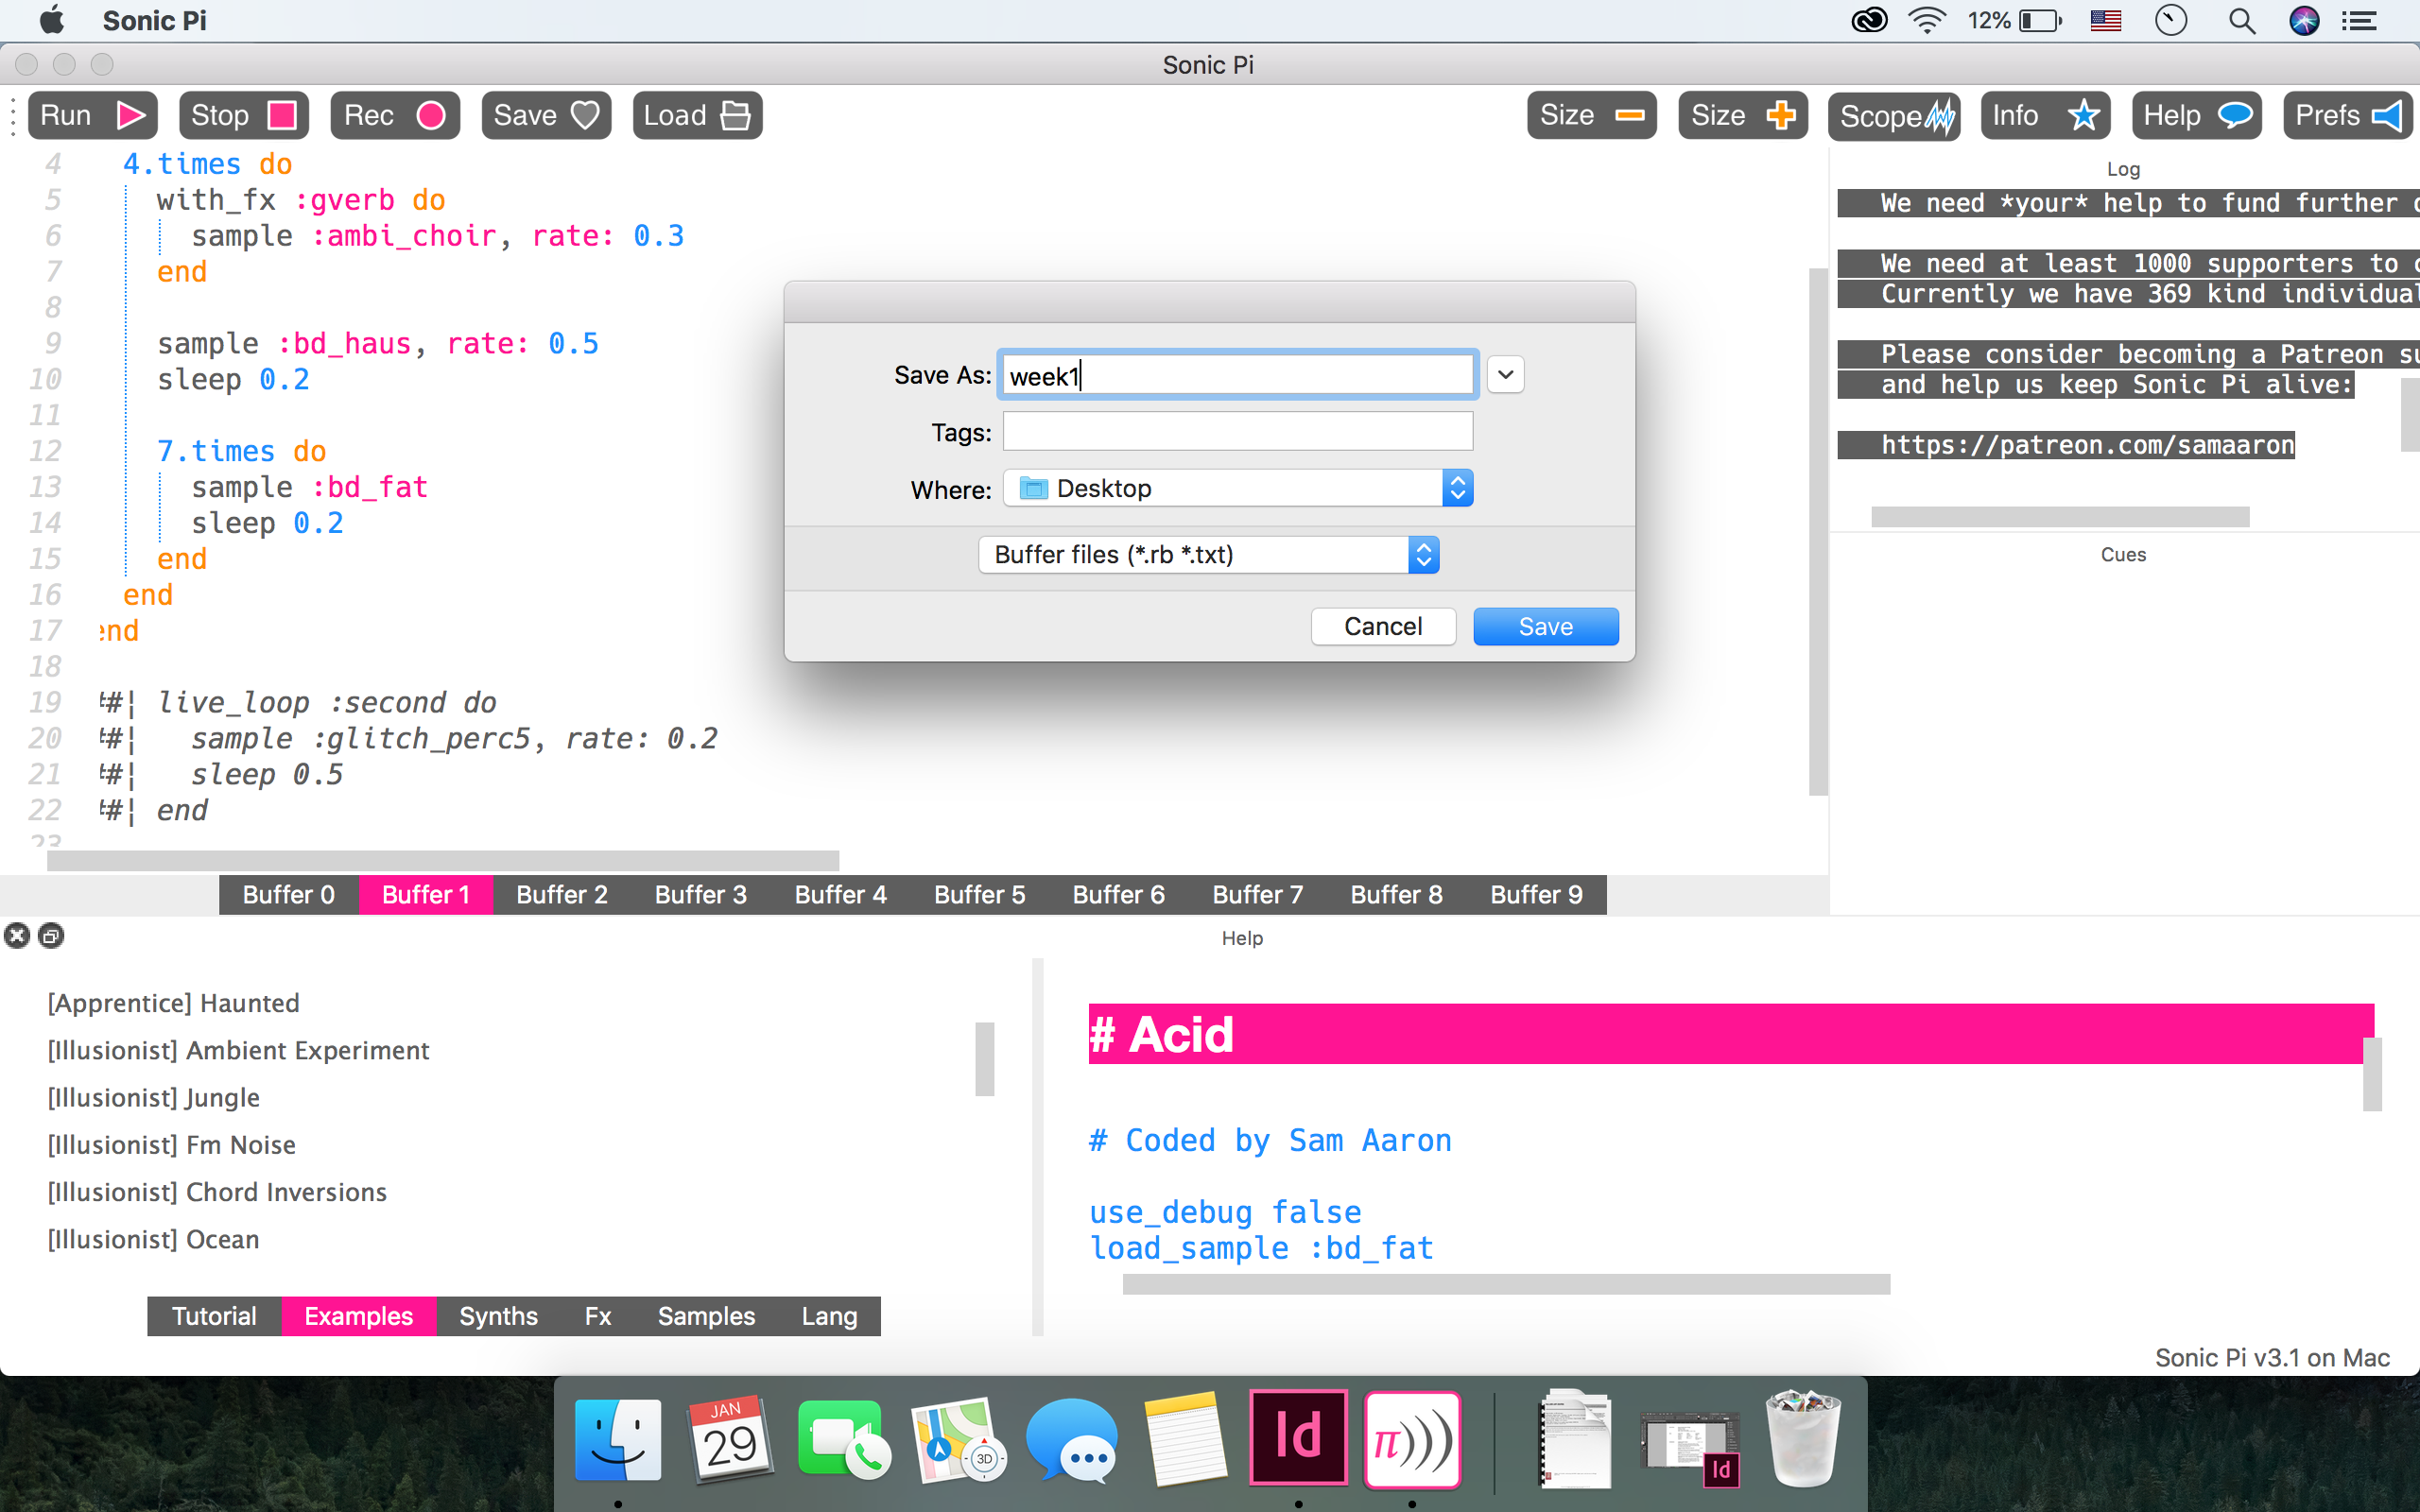 Sonic Pi
12%
Sonic Pi
Run
Stop
Rec
Save
Load
Size
Size
Scope
Info
Help
Prefs
4 4.times do
5 with_fx :gverb do
6 sample :ambi_choir, rate: 0.3
7 end
8
9 sample :bd_haus, rate: 0.5
10 sleep 0.2
11
12 7.times do
13 sample :bd_fat
14 sleep 0.2
15 end
16 end
17 end
18
19 ##| live_loop :second do
20 ##| sample :glitch_perc5, rate: 0.2
21 ##| sleep 0.5
22 ##| end
23
Save As: week1
Tags:
Where: Desktop
Buffer files (*.rb *.txt)
Cancel
Save
Log
We need *your* help to fund further
We need at least 1000 supporters to
Currently we have 369 kind individual
Please consider becoming a Patreon
and help us keep Sonic Pi alive:
https://patreon.com/samaaron
Cues
Buffer 0 Buffer 1 Buffer 2 Buffer 3 Buffer 4 Buffer 5 Buffer 6 Buffer 7 Buffer 8 Buffer 9
Help
[Apprentice] Haunted
[Illusionist] Ambient Experiment
[Illusionist] Jungle
[Illusionist] Fm Noise
[Illusionist] Chord Inversions
[Illusionist] Ocean
Tutorial Examples Synths Fx Samples Lang
# Acid
# Coded by Sam Aaron
use_debug false
load_sample :bd_fat
Sonic Pi v3.1 on Mac
JAN
29
3D
Id
π)))
Id